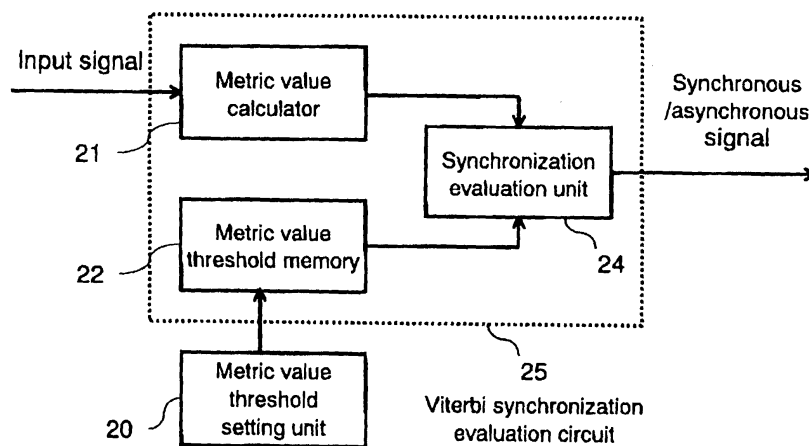 Input signal
Metric value
calculator
21
Synchronous
/asynchronous
signal
Synchronization
evaluation unit
24
Metric value
threshold memory
22
25
Metric value
threshold
setting unit
20
Viterbi synchronization
evaluation circuit